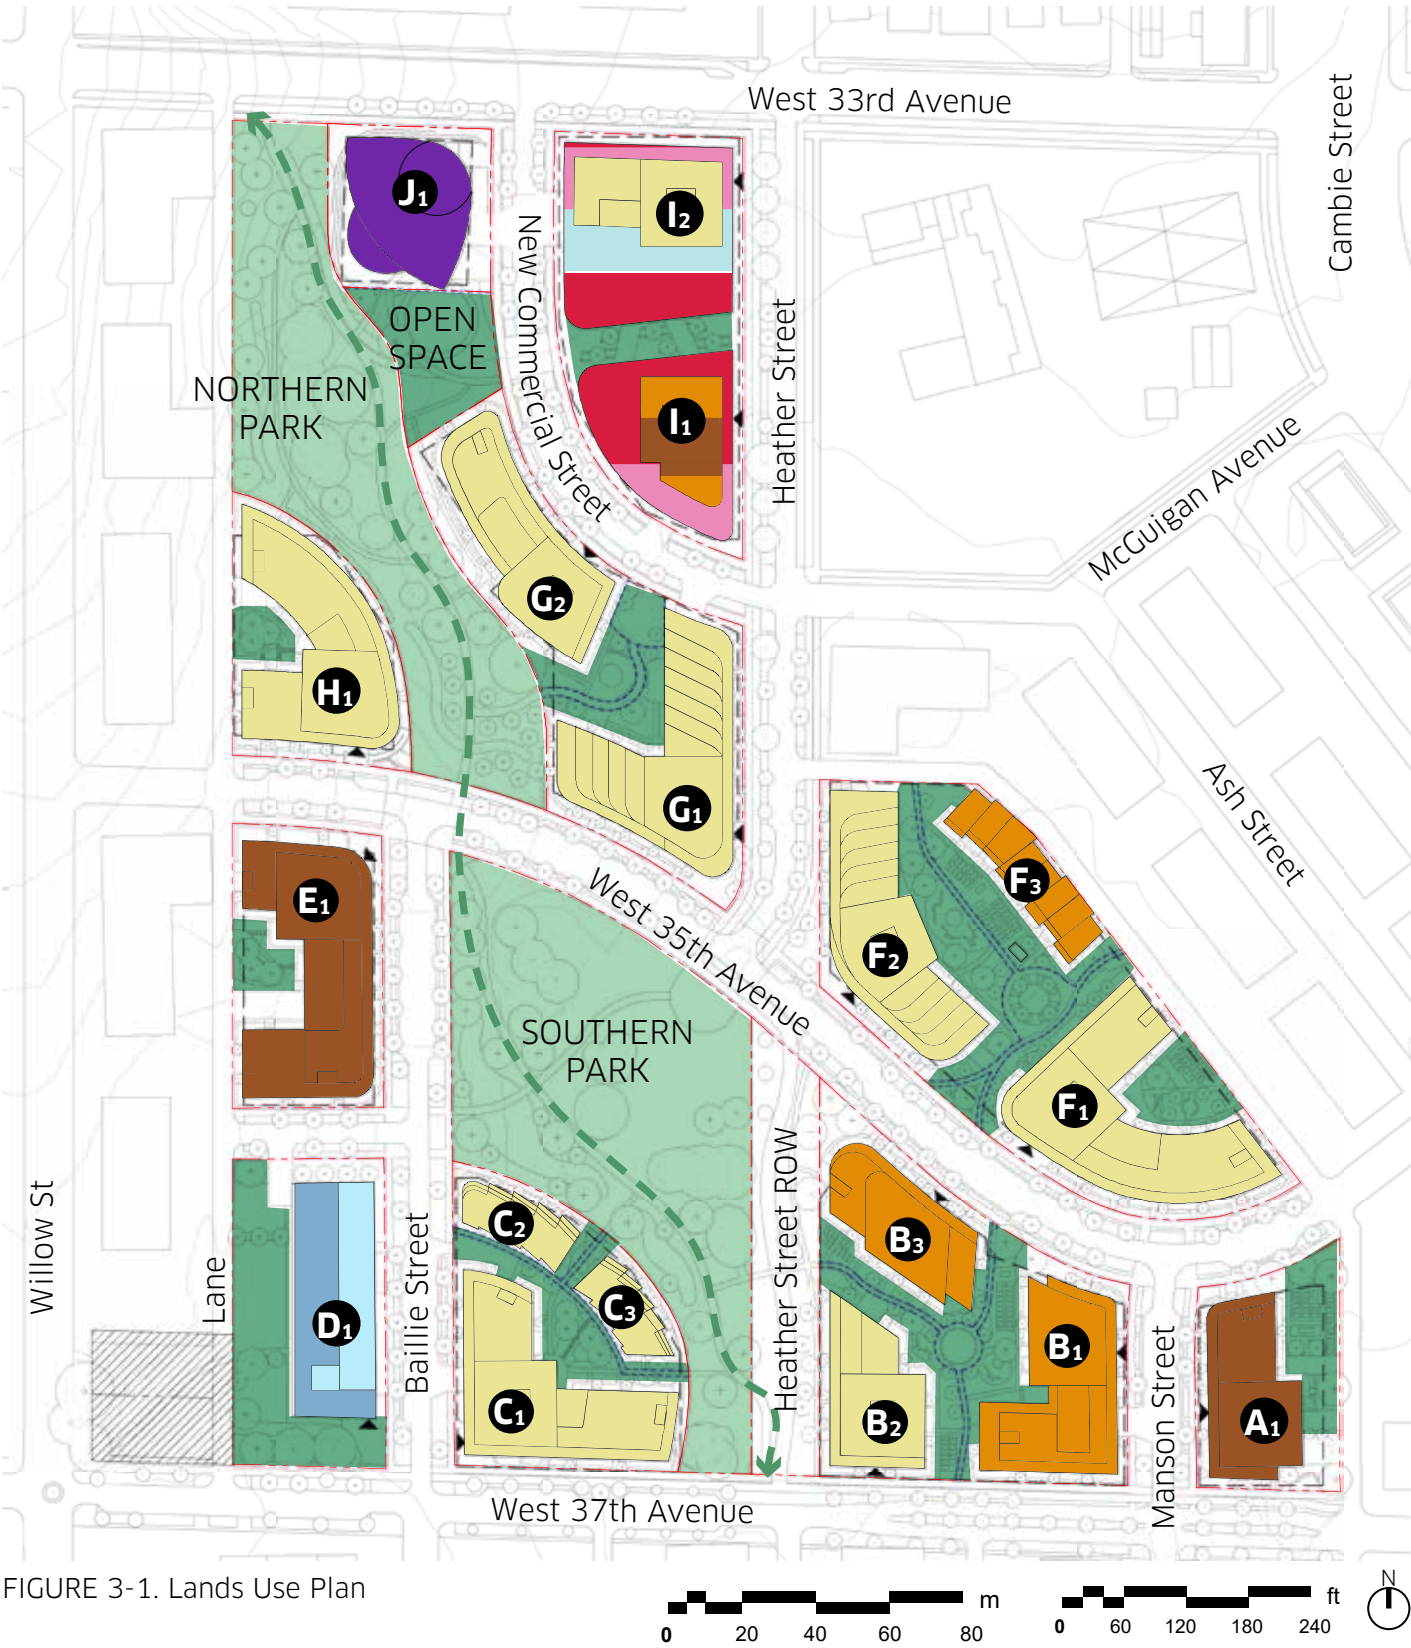 West 33rd Avenue
Cambie Street
J1
I2
New Commercial Street
OPEN
SPACE
Heather Street
NORTHERN
PARK
I1
McGuigan Avenue
G2
H1
G1
Ash Street
E1
West 35th Avenue
F3
F2
SOUTHERN
PARK
F1
Willow St
Lane
Baillie Street
Heather Street ROW
C2
B3
C3
D1
B1
Manson Street
C1
B2
A1
West 37th Avenue
FIGURE 3-1. Lands Use Plan
m
0 20 40 60 80
ft
0 60 120 180 240
N